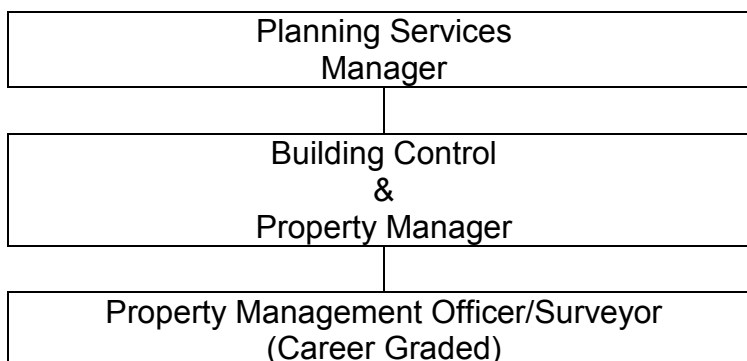 Planning Services
Manager
Building Control
&
Property Manager
Property Management Officer/Surveyor
(Career Graded)